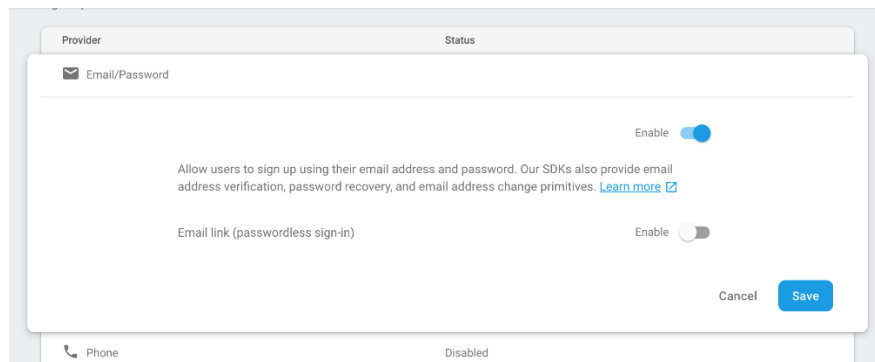 Provider Status
Email/Password
Enable
Allow users to sign up using their email address and password. Our SDKs also provide email
address verification, password recovery, and email address change primitives. Learn more
Email link (passwordless sign-in) Enable
Cancel Save
Phone Disabled